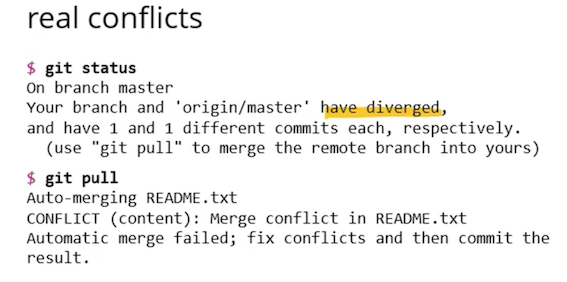 real conflicts
$ git status
On branch master
Your branch and 'origin/master' have diverged,
and have 1 and 1 different commits each, respectively.
(use "git pull" to merge the remote branch into yours)
$ git pull
Auto-merging README.txt
CONFLICT (content): Merge conflict in README.txt
Automatic merge failed; fix conflicts and then commit the
result.